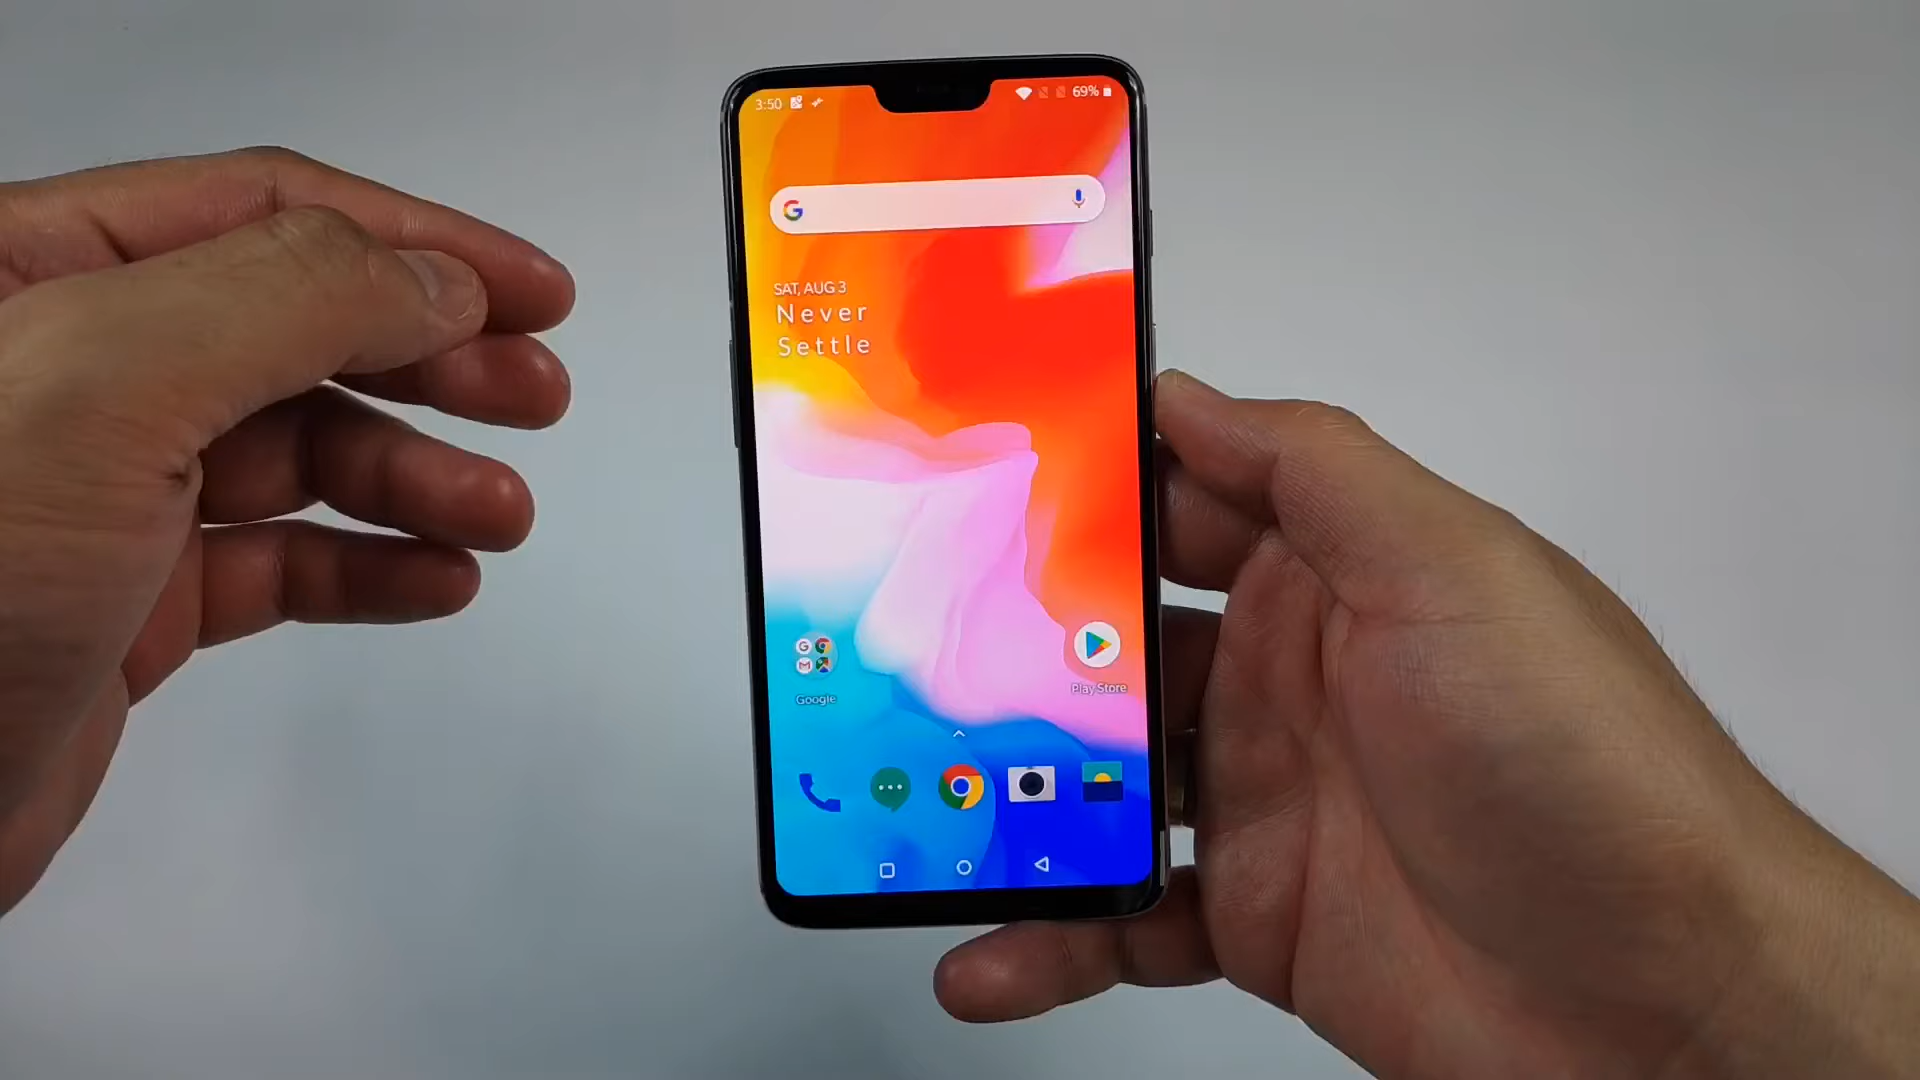 3:50
69%
G
SAT, AUG 3
Never
Settle
G
M
Google
Play Store